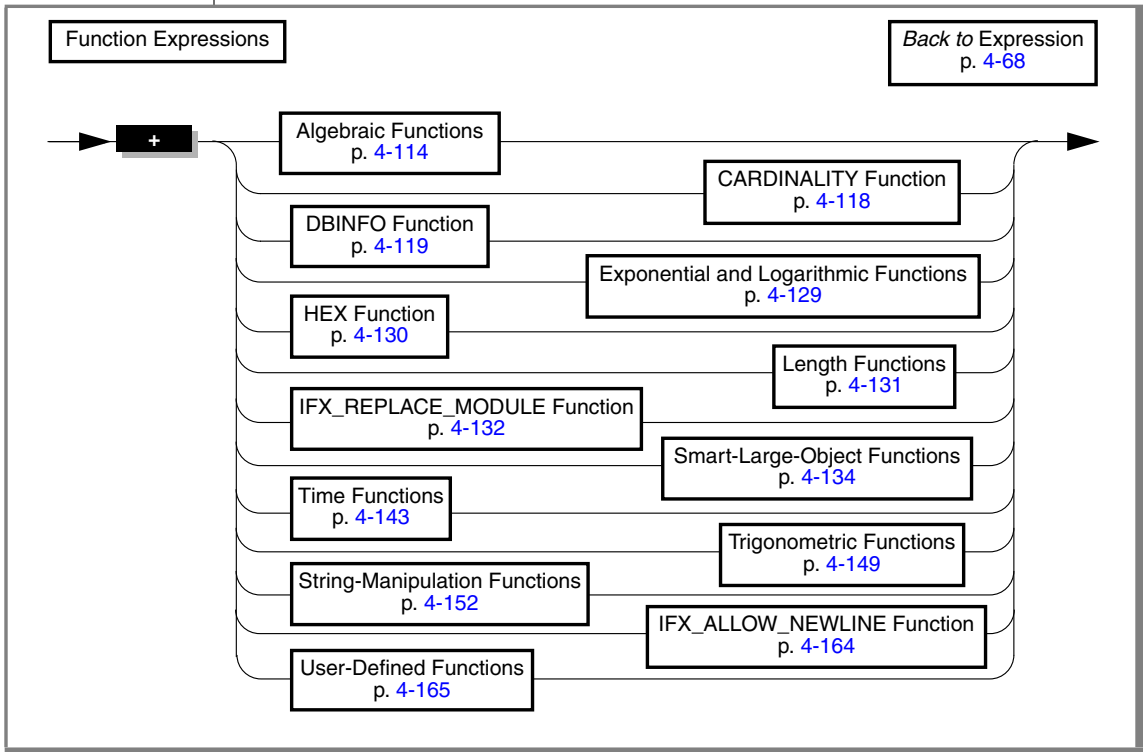 Function Expressions
Back to Expression
p. 4-68
+
Algebraic Functions
p. 4-114
CARDINALITY Function
p. 4-118
DBINFO Function
p. 4-119
Exponential and Logarithmic Functions
p. 4-129
HEX Function
p. 4-130
Length Functions
p. 4-131
IFX_REPLACE_MODULE Function
p. 4-132
Smart-Large-Object Functions
p. 4-134
Time Functions
p. 4-143
Trigonometric Functions
p. 4-149
String-Manipulation Functions
p. 4-152
IFX_ALLOW_NEWLINE Function
p. 4-164
User-Defined Functions
p. 4-165